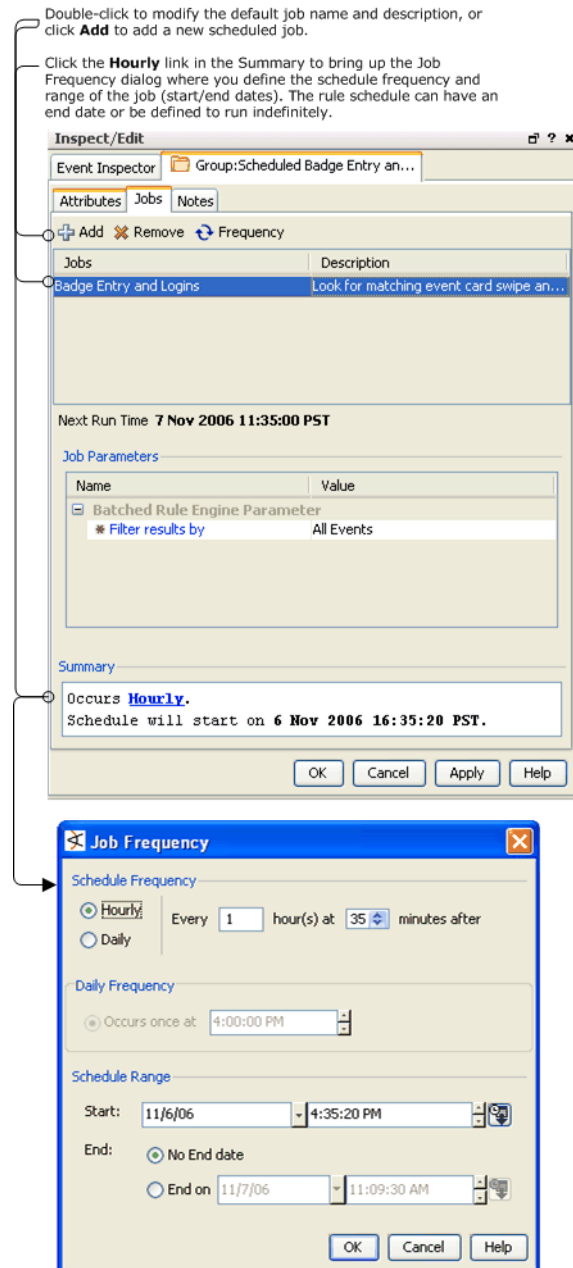 Double-click to modify the default job name and description, or
click Add to add a new scheduled job.
Click the Hourly link in the Summary to bring up the Job
Frequency dialog where you define the schedule frequency and
range of the job (start/end dates). The rule schedule can have an
end date or be defined to run indefinitely.
Inspect/Edit
Event Inspector Group:Scheduled Badge Entry an...
Attributes Jobs Notes
Add Remove Frequency
Jobs Description
Badge Entry and Logins Look for matching event card swipe an...
Next Run Time 7 Nov 2006 11:35:00 PST
Job Parameters
Name Value
Batched Rule Engine Parameter
Filter results by All Events
Summary
Occurs Hourly.
Schedule will start on 6 Nov 2006 16:35:20 PST.
OK Cancel Apply Help
Job Frequency
Schedule Frequency
Hourly Every 1 hour(s) at 35 minutes after
Daily
Daily Frequency
Occurs once at 4:00:00 PM
Schedule Range
Start: 11/6/06 4:35:20 PM
End: No End date
End on 11/7/06 11:09:30 AM
OK Cancel Help